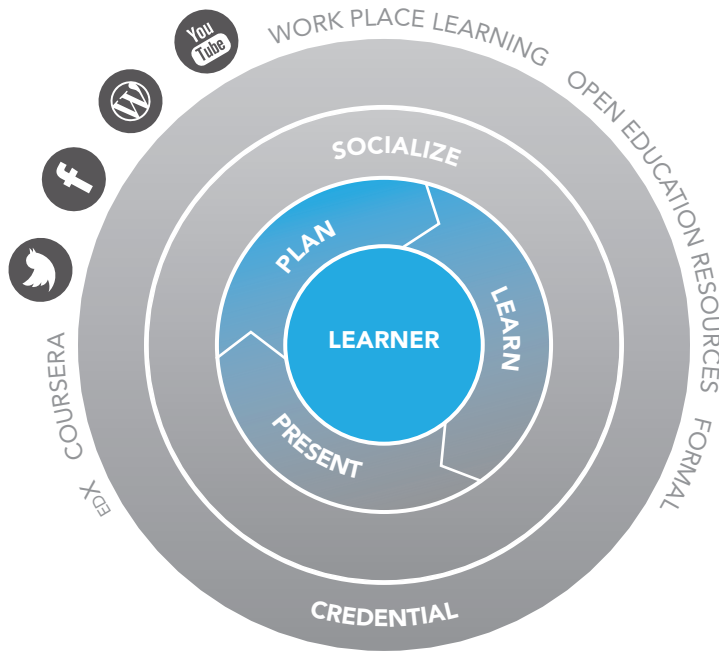 You
Tube
WORK PLACE LEARNING
OPEN EDUCATION RESOURCES
FORMAL
SOCIALIZE
PLAN
LEARN
LEARNER
PRESENT
COURSERA
EDX
CREDENTIAL